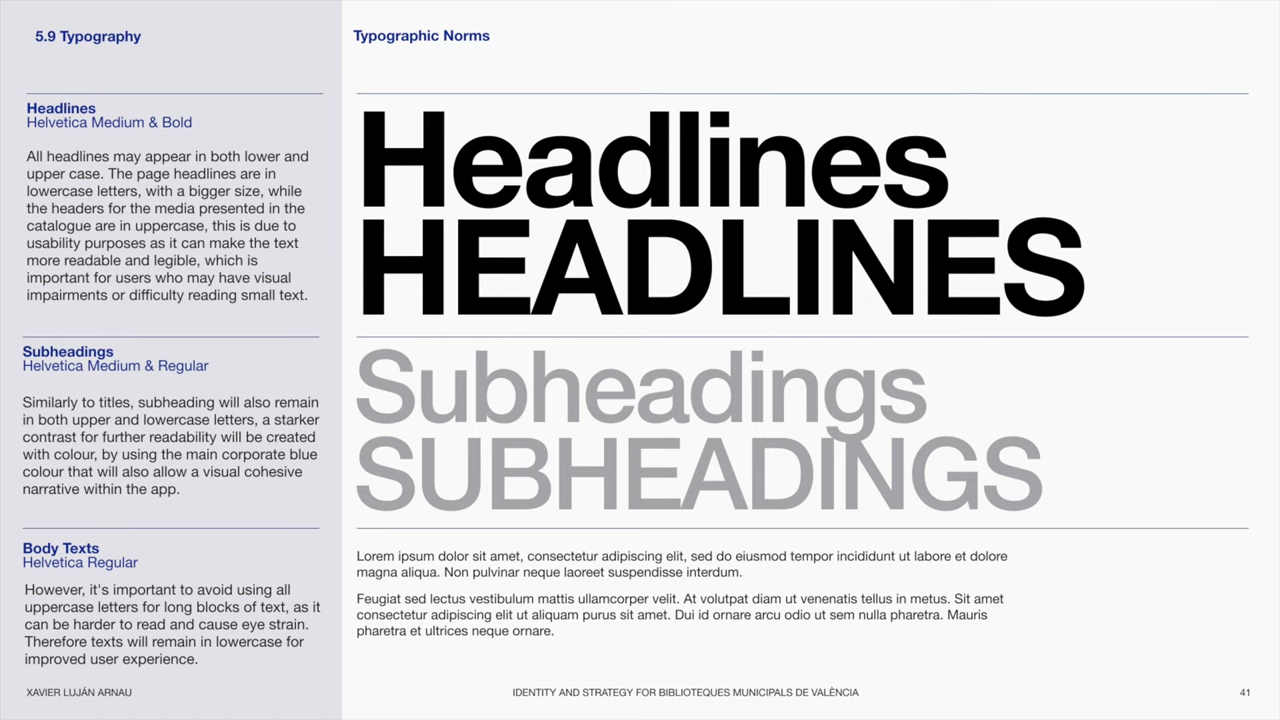 5.9 Typography
Typographic Norms
Headlines
Helvetica Medium & Bold
All headlines may appear in both lower and
upper case. The page headlines are in
lowercase letters, with a bigger size, while
the headers for the media presented in the
catalogue are in uppercase, this is due to
usability purposes as it can make the text
more readable and legible, which is
important for users who may have visual
impairments or difficulty reading small text.
Headlines
HEADLINES
Subheadings
Helvetica Medium & Regular
Similarly to titles, subheading will also remain
in both upper and lowercase letters, a starker
contrast for further readability will be created
with colour, by using the main corporate blue
colour that will also allow a visual cohesive
narrative within the app.
Subheadings
SUBHEADINGS
Body Texts
Helvetica Regular
However, it's important to avoid using all
uppercase letters for long blocks of text, as it
can be harder to read and cause eye strain.
Therefore texts will remain in lowercase for
improved user experience.
Lorem ipsum dolor sit amet, consectetur adipiscing elit, sed do eiusmod tempor incididunt ut labore et dolore
magna aliqua. Non pulvinar neque laoreet suspendisse interdum.
Feugiat sed lectus vestibulum mattis ullamcorper velit. At volutpat diam ut venenatis tellus in metus. Sit amet
consectetur adipiscing elit ut aliquam purus sit amet. Dui id ornare arcu odio ut sem nulla pharetra. Mauris
pharetra et ultrices neque ornare.
XAVIER LUJÁN ARNAU
IDENTITY AND STRATEGY FOR BIBLIOTEQUES MUNICIPALS DE VALÈNCIA
41